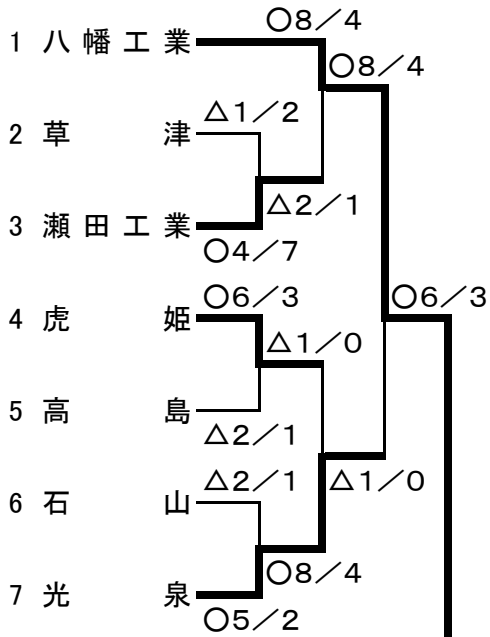 ○8／4
1 八幡工業
○8／4
△1／2
2 草津
△2／1
3 瀬田工業
○4／7
○6／3
○6／3
4 虎姫
△1／0
5 高島
△2／1
△2／1
△1／0
6 石山
○8／4
7 光泉
○5／2